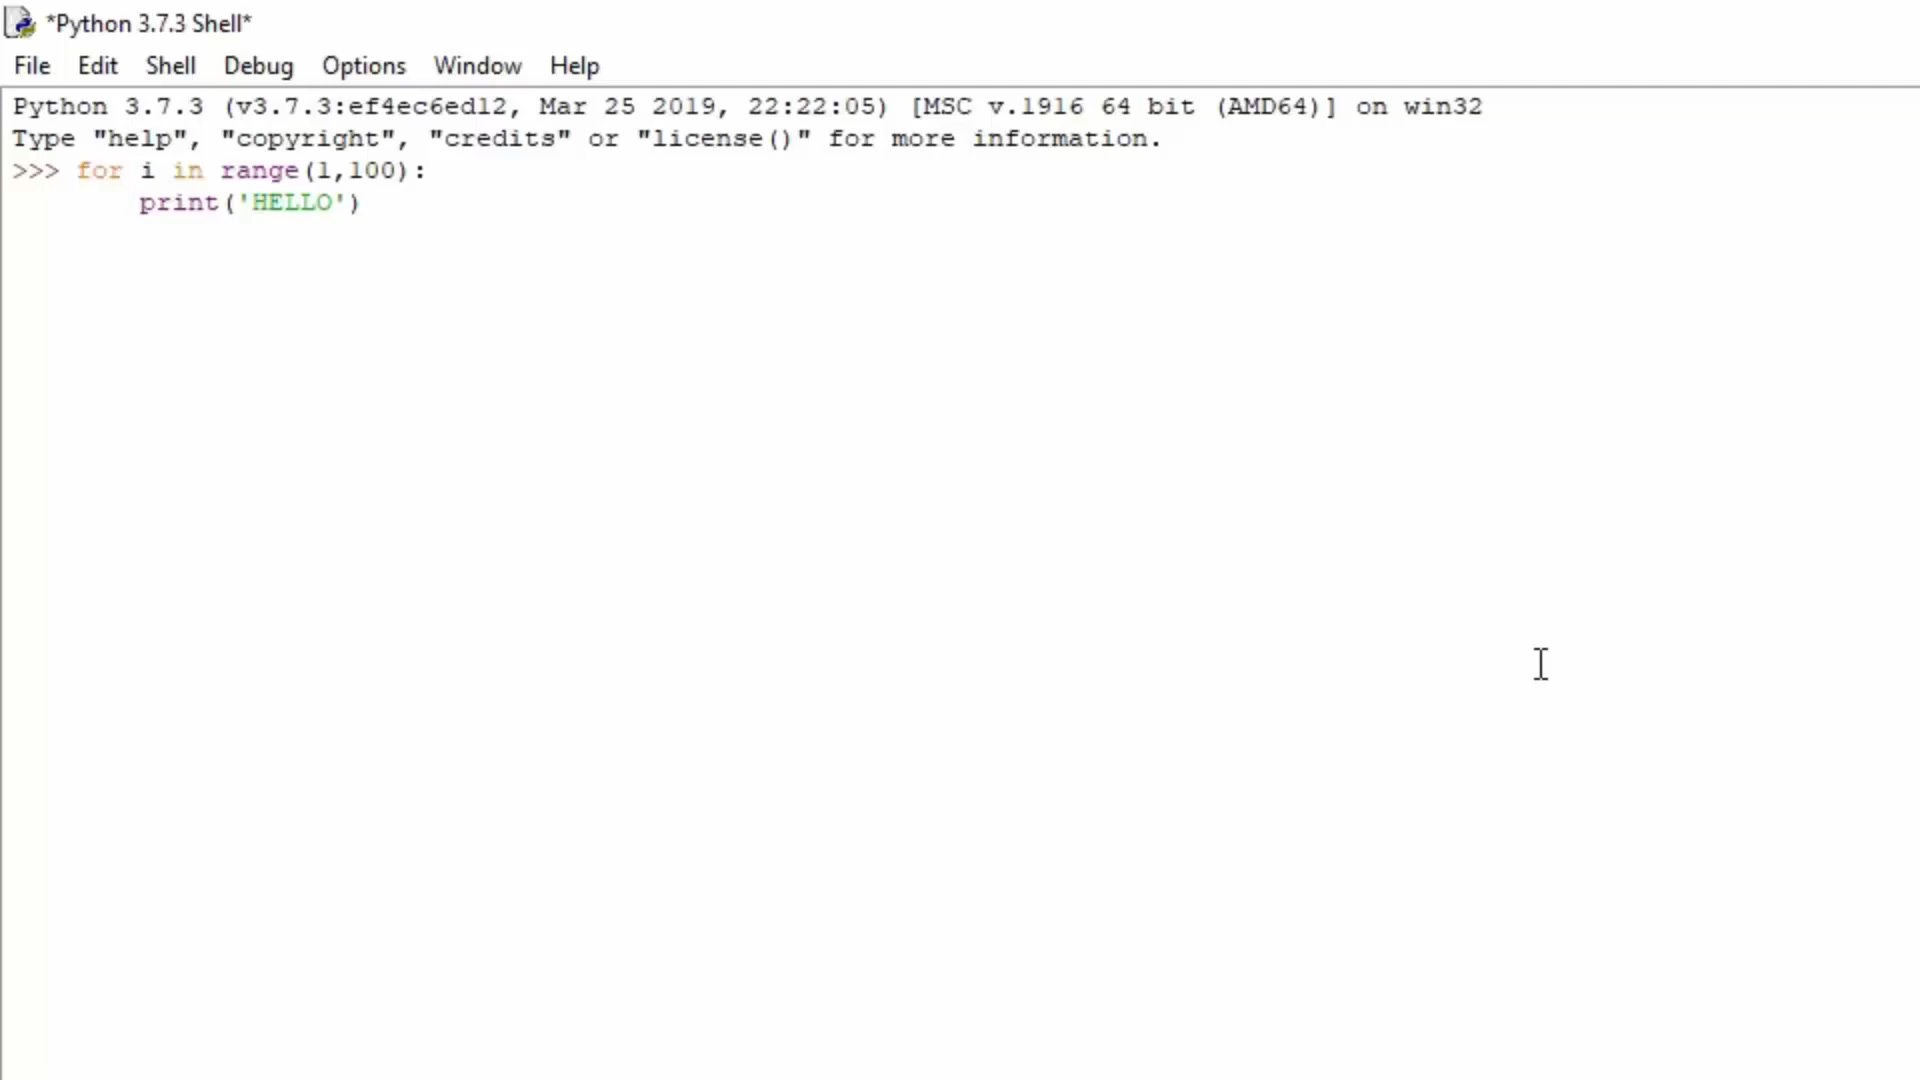 *Python 3.7.3 Shell*
File Edit Shell Debug Options Window Help
Python 3.7.3 (v3.7.3:ef4ec6ed12, Mar 25 2019, 22:22:05) [MSC v.1916 64 bit (AMD64)] on win32
Type "help", "copyright", "credits" or "license()" for more information.
>>> for i in range(1,100):
        print('HELLO')